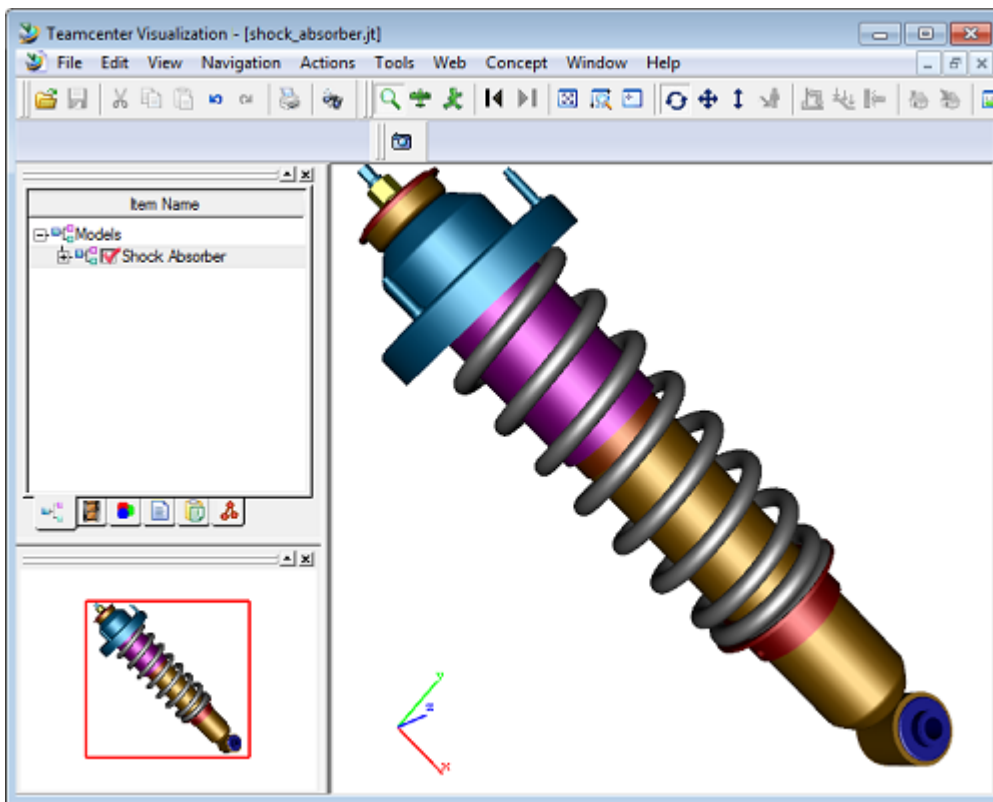 Teamcenter Visualization - [shock_absorber.jt]
File Edit View Navigation Actions Tools Web Concept Window Help
Item Name
Models
Shock Absorber
y
z
x